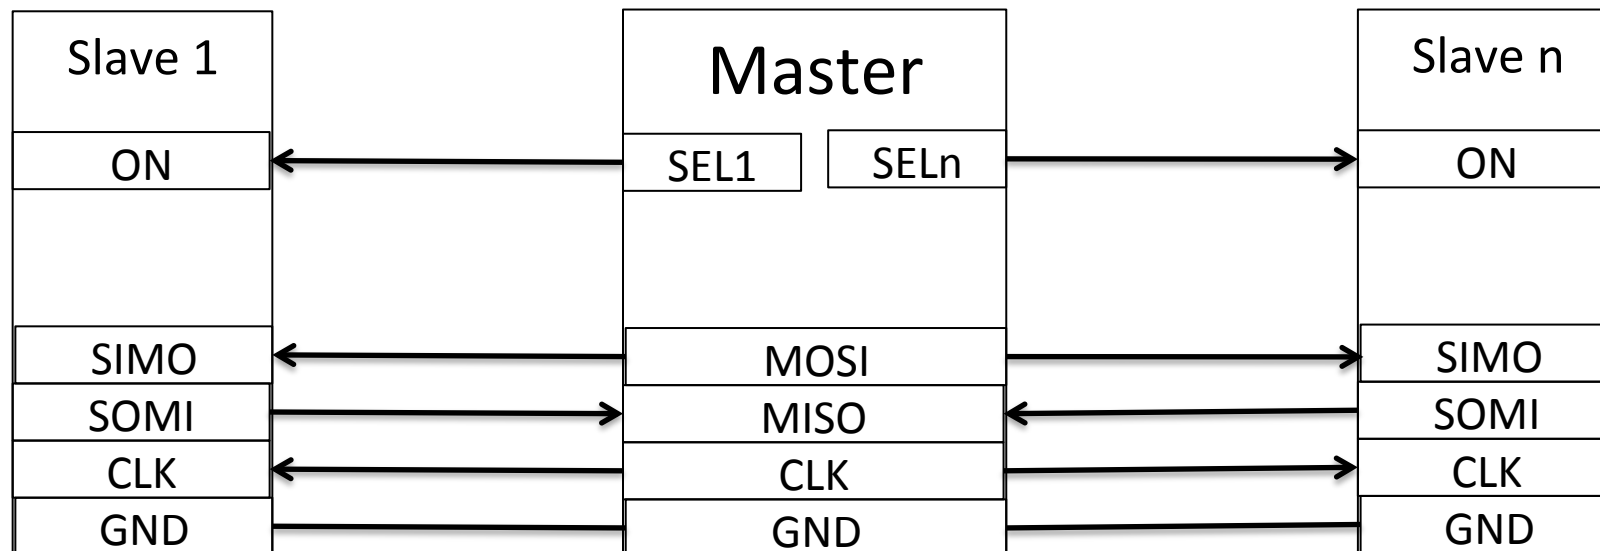 Slave 1
ON
SIMO
SOMI
CLK
GND
Master
SEL1 SELn
MOSI
MISO
CLK
GND
Slave n
ON
SIMO
SOMI
CLK
GND